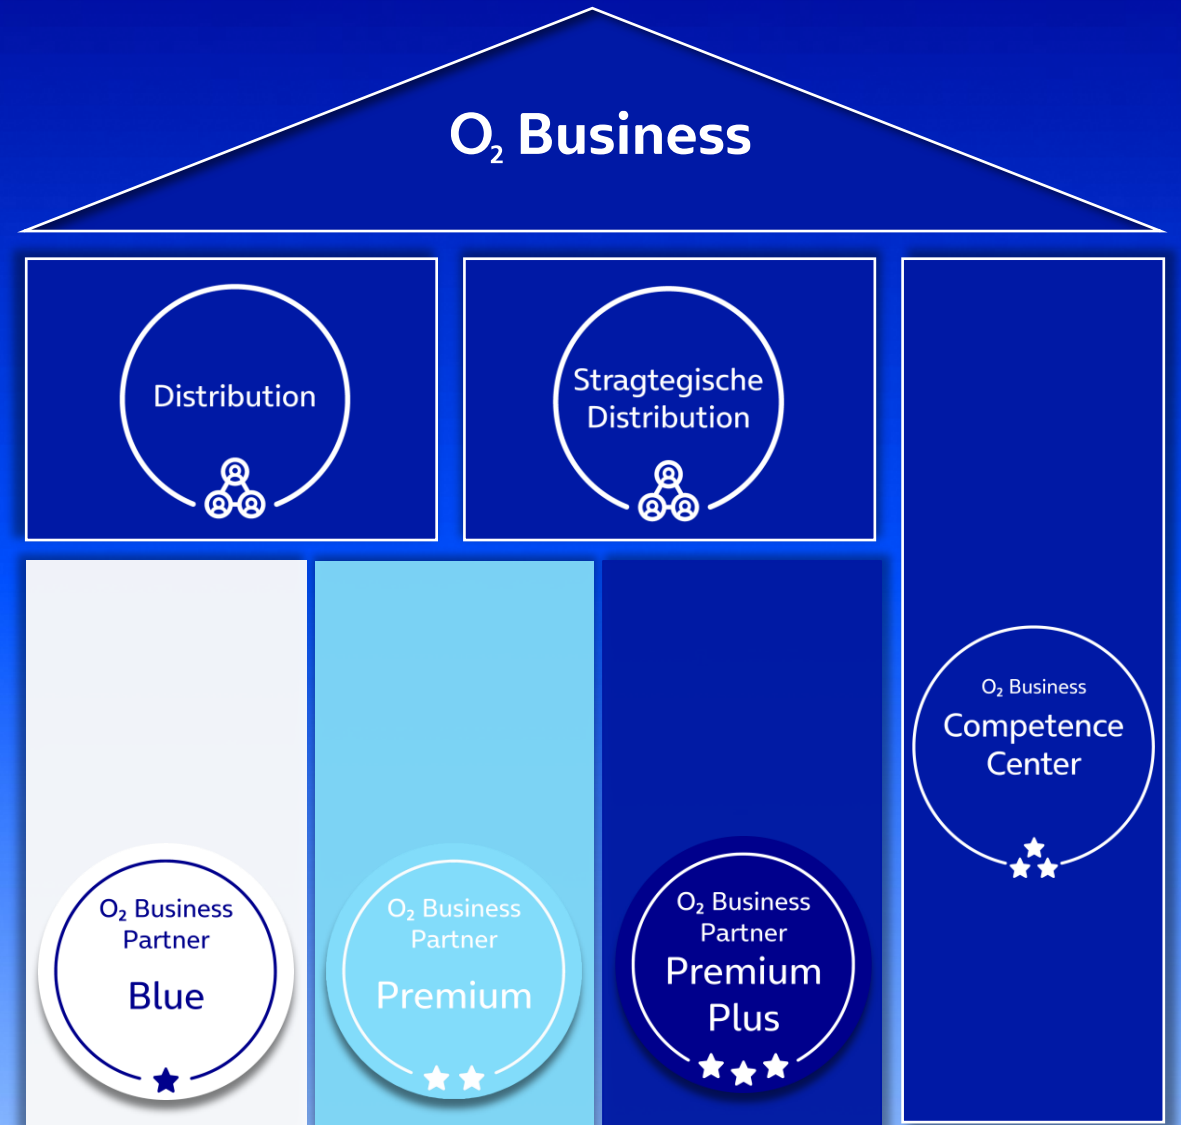 O₂ Business
Distribution
Stragtegische
Distribution
O₂ Business
Competence
Center
O₂ Business
Partner
Blue
O₂ Business
Partner
Premium
O₂ Business
Partner
Premium
Plus